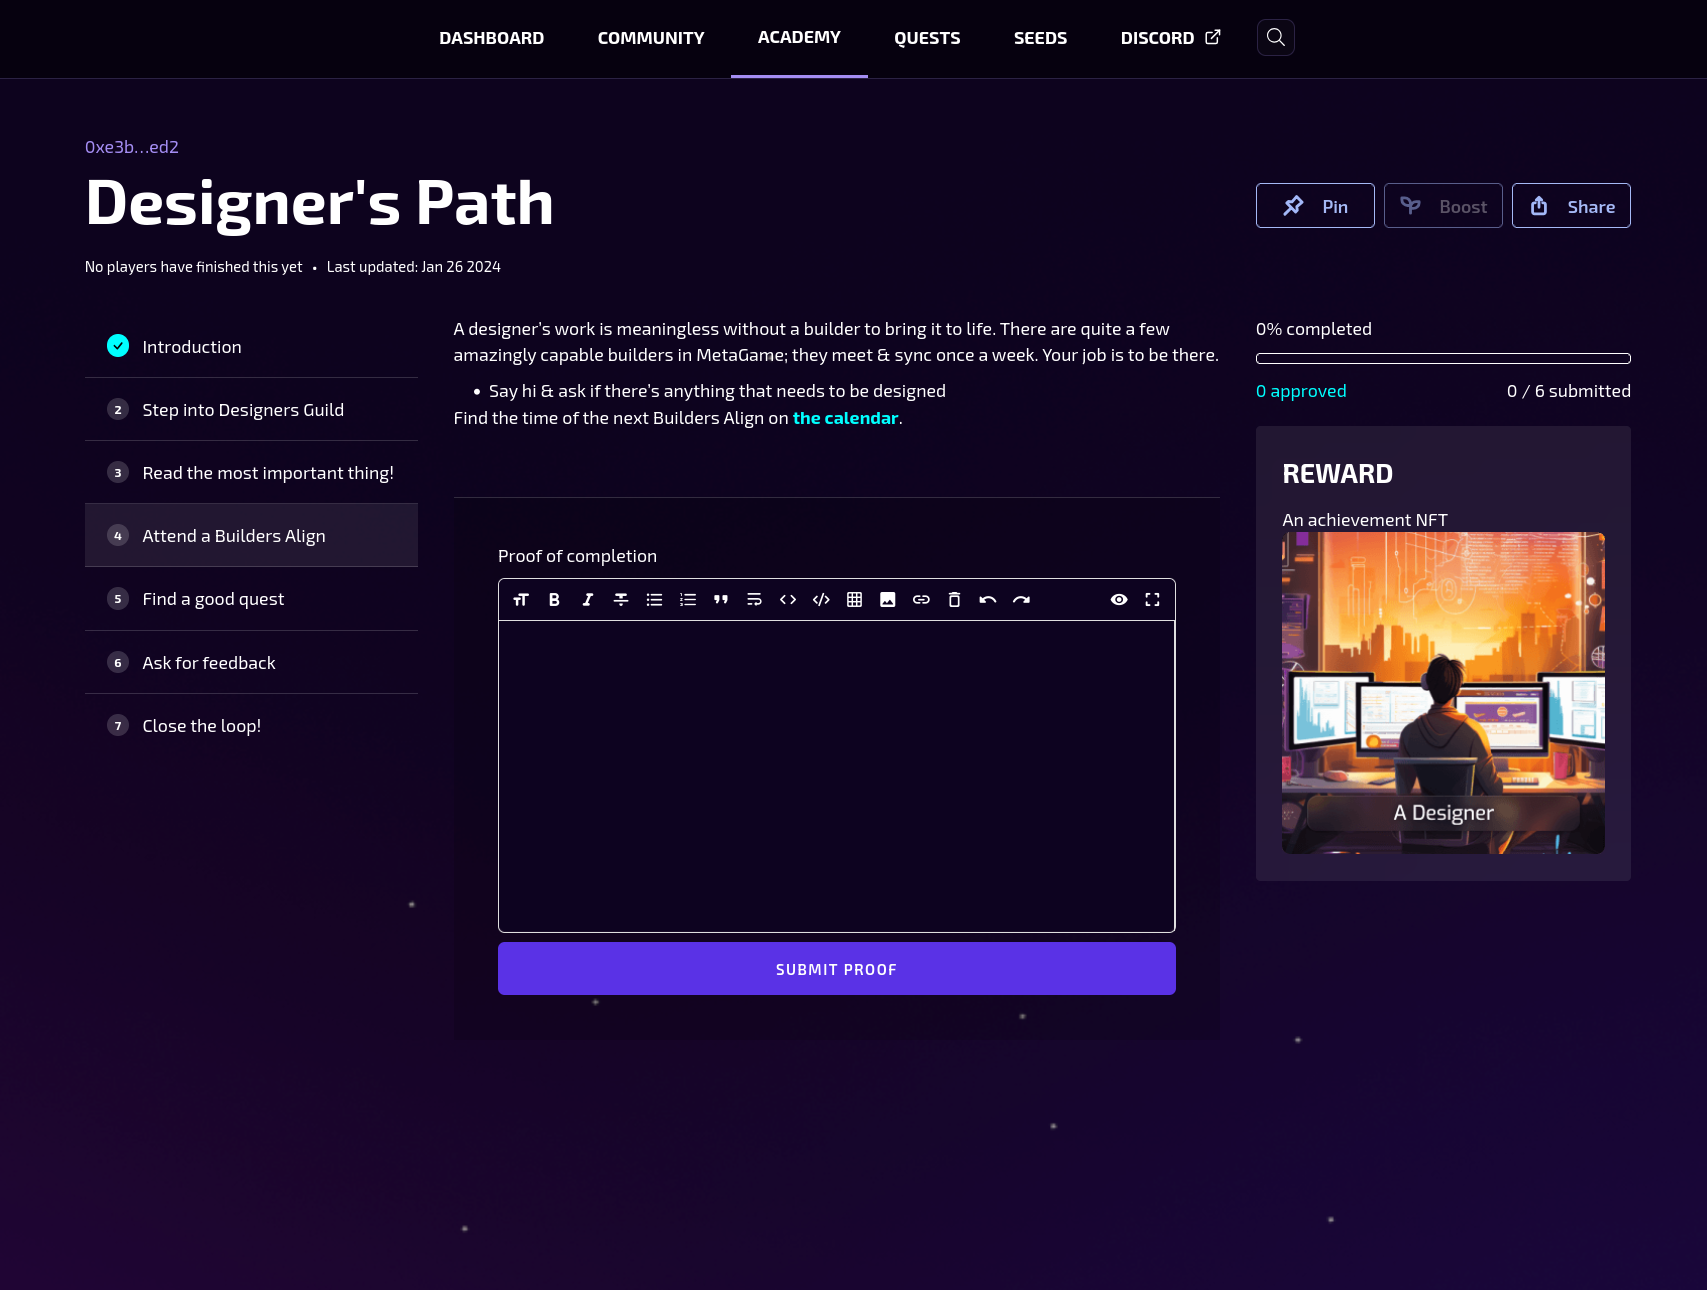 DASHBOARD
COMMUNITY
ACADEMY
QUESTS
SEEDS
DISCORD
0xe3b...ed2
Designer's Path
No players have finished this yet • Last updated: Jan 26 2024
Pin
Boost
Share
Introduction
2 Step into Designers Guild
3 Read the most important thing!
4 Attend a Builders Align
5 Find a good quest
6 Ask for feedback
7 Close the loop!
A designer's work is meaningless without a builder to bring it to life. There are quite a few
amazingly capable builders in MetaGame; they meet & sync once a week. Your job is to be there.
• Say hi & ask if there's anything that needs to be designed
Find the time of the next Builders Align on the calendar.
Proof of completion
SUBMIT PROOF
0% completed
0 approved
0 / 6 submitted
REWARD
An achievement NFT
A Designer